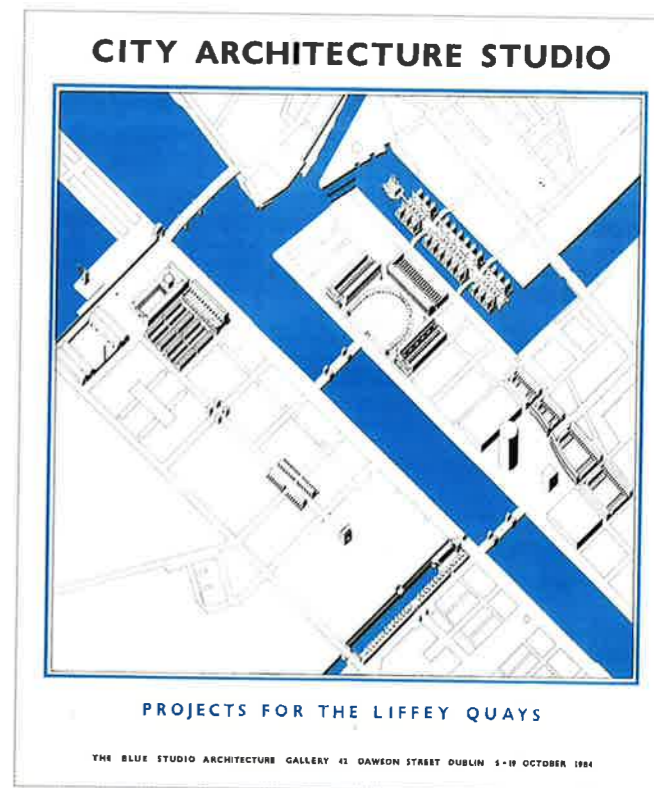 CITY ARCHITECTURE STUDIO
PROJECTS FOR THE LIFFEY QUAYS
THE BLUE STUDIO ARCHITECTURE GALLERY 42 DAWSON STREET DUBLIN 5-19 OCTOBER 1984